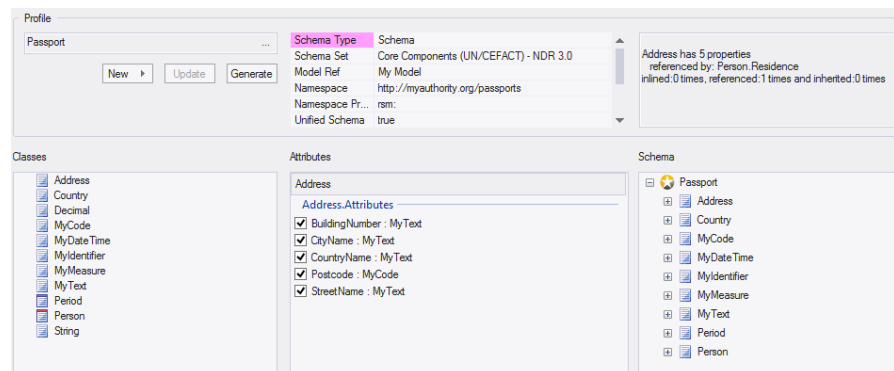 Profile
Passport ...
New Update Generate
Schema Type Schema
Schema Set Core Components (UN/CEFACT) - NDR 3.0
Model Ref My Model
Namespace http://myauthority.org/passports
Namespace Pr... rsm:
Unified Schema true
Address has 5 properties
referenced by: Person.Residence
inlined:0 times, referenced:1 times and inherited:0 times
Classes
Address
Country
Decimal
MyCode
MyDateTime
MyIdentifier
MyMeasure
MyText
Period
Person
String
Attributes
Address
Address.Attributes
BuildingNumber : MyText
CityName : MyText
CountryName : MyText
Postcode : MyCode
StreetName : MyText
Schema
Passport
Address
Country
MyCode
MyDateTime
MyIdentifier
MyMeasure
MyText
Period
Person